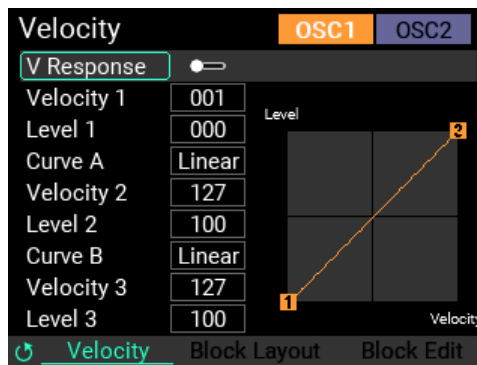 Velocity OSC1 OSC2
V Response
Velocity 1 001
Level 1 000
Curve A Linear
Velocity 2 127
Level 2 100
Curve B Linear
Velocity 3 127
Level 3 100
Level
2
1
Velocity
Velocity Block Layout Block Edit